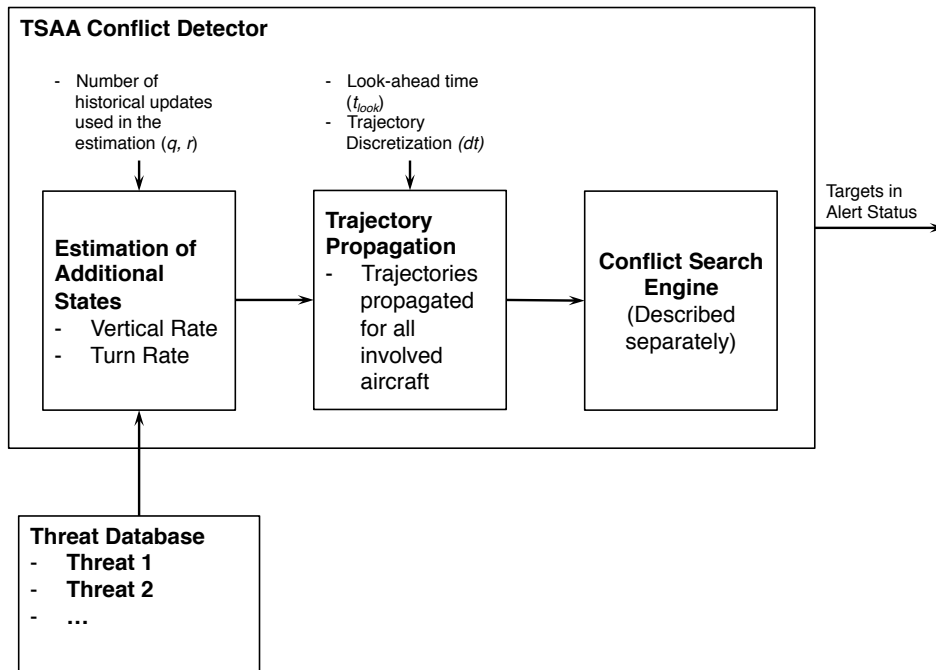 TSAA Conflict Detector
- Number of
historical updates
used in the
estimation (q, r)
- Look-ahead time
(tlook)
- Trajectory
Discretization (dt)
Estimation of
Additional
States
- Vertical Rate
- Turn Rate
Trajectory
Propagation
- Trajectories
propagated
for all
involved
aircraft
Conflict Search
Engine
(Described
separately)
Targets in
Alert Status
Threat Database
- Threat 1
- Threat 2
- …